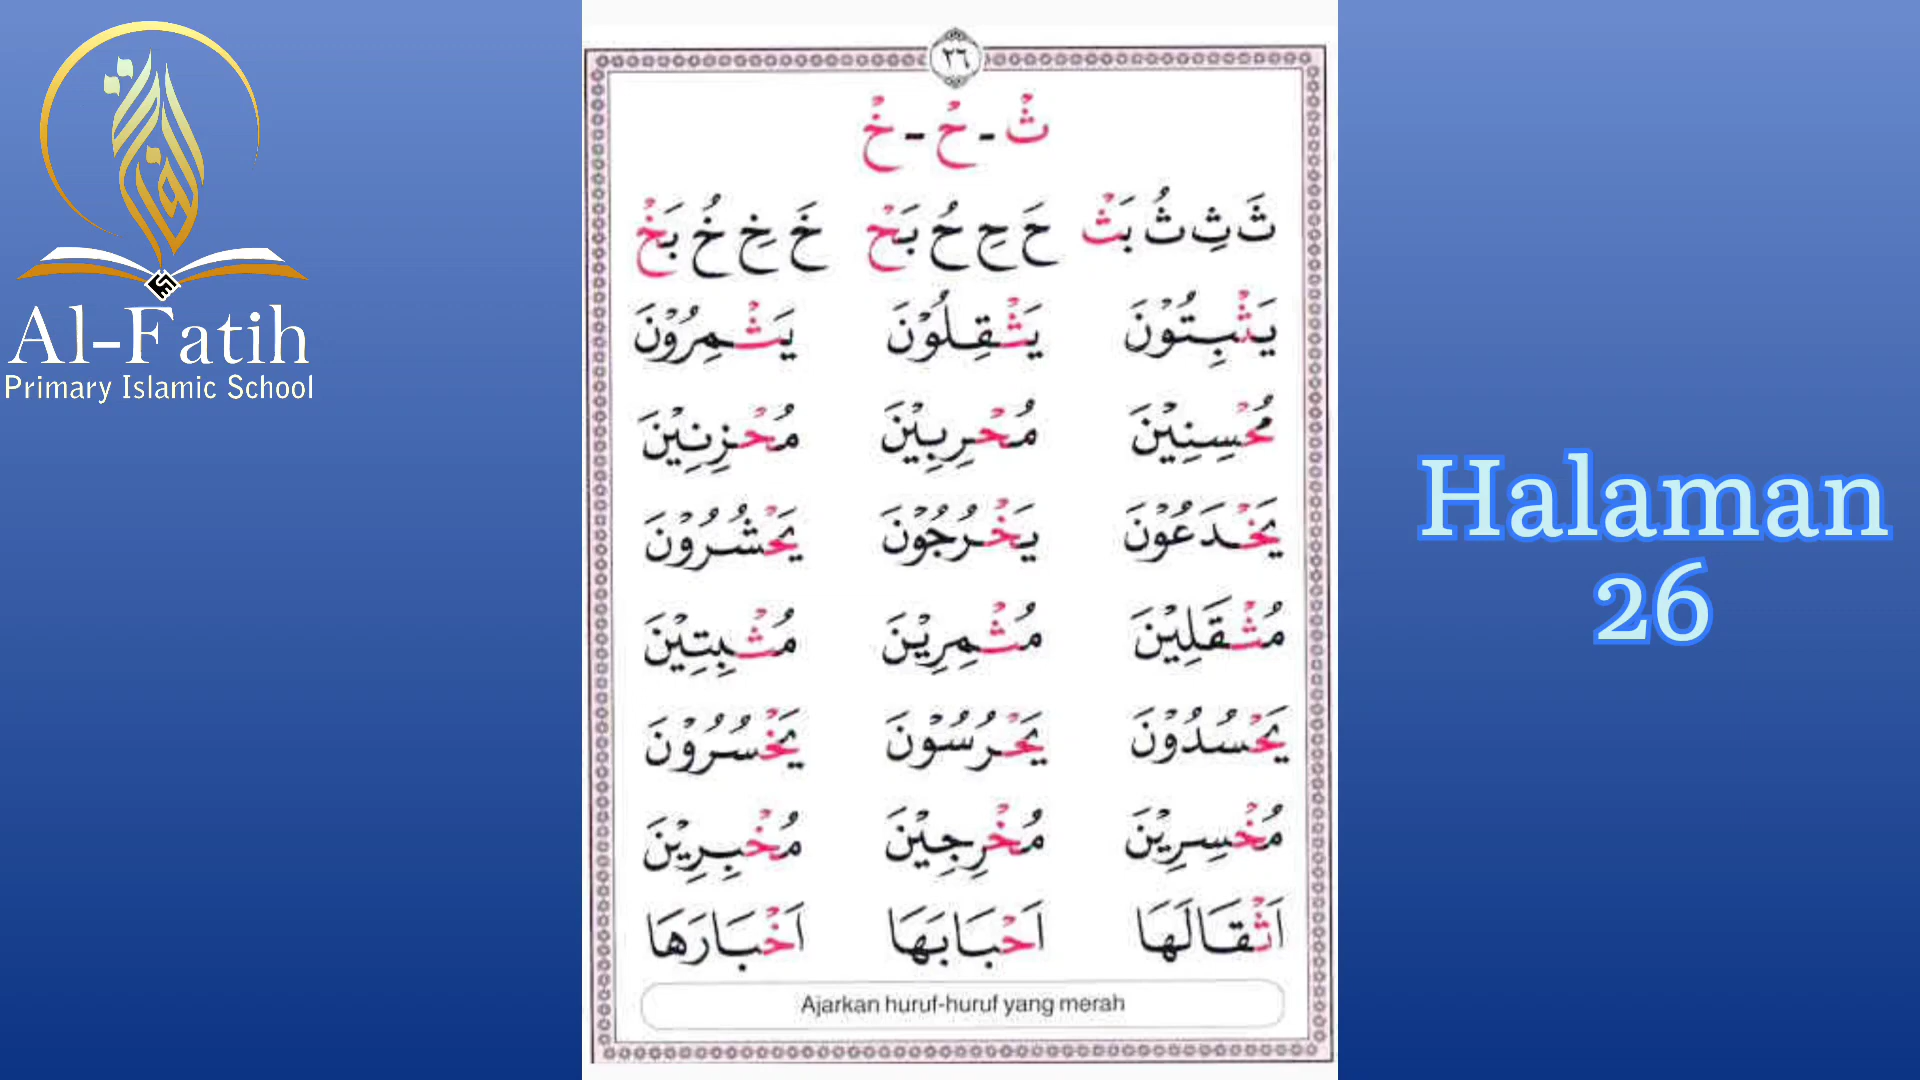 Al-Fatih
Primary Islamic School
٢٦
ثْ - حْ - خْ
ثَ ثِ ثُ بَثْ حَ حِ حُ بَحْ خَ خِ خُ بَخْ
يَثْبِتُوْنَ يَثْقِلُوْنَ يَثْمِرُوْنَ
مُحْسِنِيْنَ مُحْرِبِيْنَ مُحْزِنِيْنَ
يَخْدَعُوْنَ يَخْرُجُوْنَ يَحْشُرُوْنَ
مُثْقَلِيْنَ مُثْمِرِيْنَ مُثْبِتِيْنَ
يَحْسُدُوْنَ يَحْرُسُوْنَ يَخْسُرُوْنَ
مُخْسِرِيْنَ مُخْرِجِيْنَ مُخْبِرِيْنَ
اَثْقَالَهَا اَحْبَابَهَا اَخْبَارَهَا
Ajarkan huruf-huruf yang merah
Halaman
26